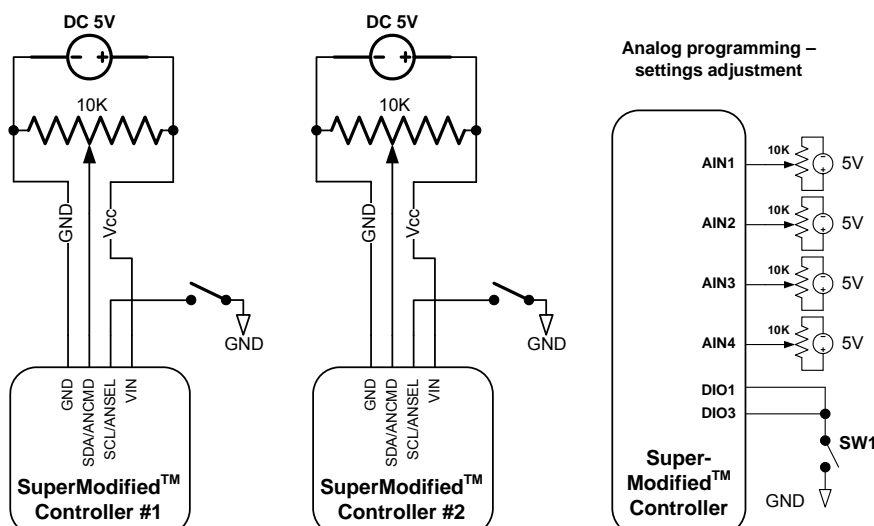 DC 5V
10K
GND
Vcc
GND
GND
SDA/ANCMD
SCL/ANSEL
VIN
SuperModified™
Controller #1
DC 5V
10K
GND
Vcc
GND
GND
SDA/ANCMD
SCL/ANSEL
VIN
SuperModified™
Controller #2
Analog programming –
settings adjustment
AIN1
10K
5V
AIN2
10K
5V
AIN3
10K
5V
AIN4
10K
5V
DIO1
DIO3
SW1
GND
Super-
Modified™
Controller